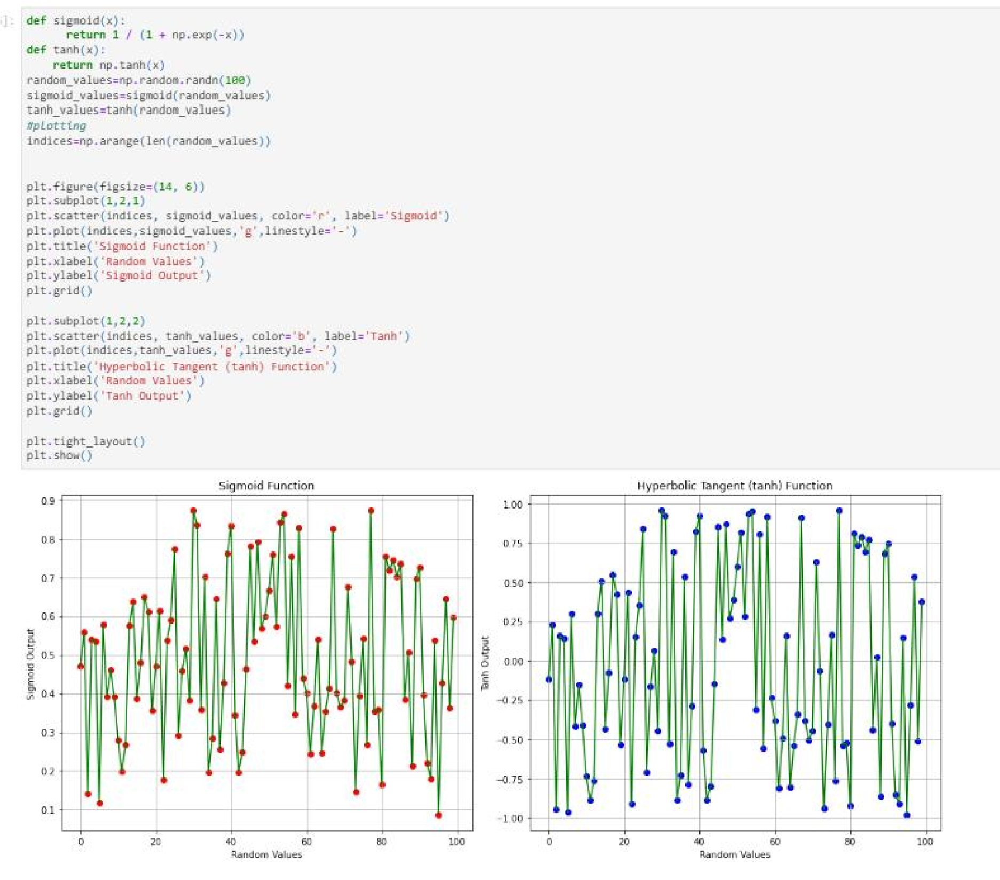 def sigmoid(x):
return 1 / (1 + np.exp(-x))
def tanh(x):
return np.tanh(x)
random_values=np.random.randn(100)
sigmoid_values=sigmoid(random_values)
tanh_values=tanh(random_values)
#plotting
indices=np.arange(len(random_values))
plt.figure(figsize=(14, 6))
plt.subplot(1,2,1)
plt.scatter(indices, sigmoid_values, color='r', label='Sigmoid')
plt.plot(indices,sigmoid_values,'g',linestyle='-')
plt.title('Sigmoid Function')
plt.xlabel('Random Values')
plt.ylabel('Sigmoid Output')
plt.grid()
plt.subplot(1,2,2)
plt.scatter(indices, tanh_values, color='b', label='Tanh')
plt.plot(indices,tanh_values,'g',linestyle='-')
plt.title('Hyperbolic Tangent (tanh) Function')
plt.xlabel('Random Values')
plt.ylabel('Tanh Output')
plt.grid()
plt.tight_layout()
plt.show()
Sigmoid Function
0.9
0.8
0.7
0.6
0.5
0.4
0.3
0.2
0.1
Sigmoid Output
0 20 40 60 80 100
Random Values
Hyperbolic Tangent (tanh) Function
1.00
0.75
0.50
0.25
0.00
−0.25
−0.50
−0.75
−1.00
Tanh Output
0 20 40 60 80 100
Random Values